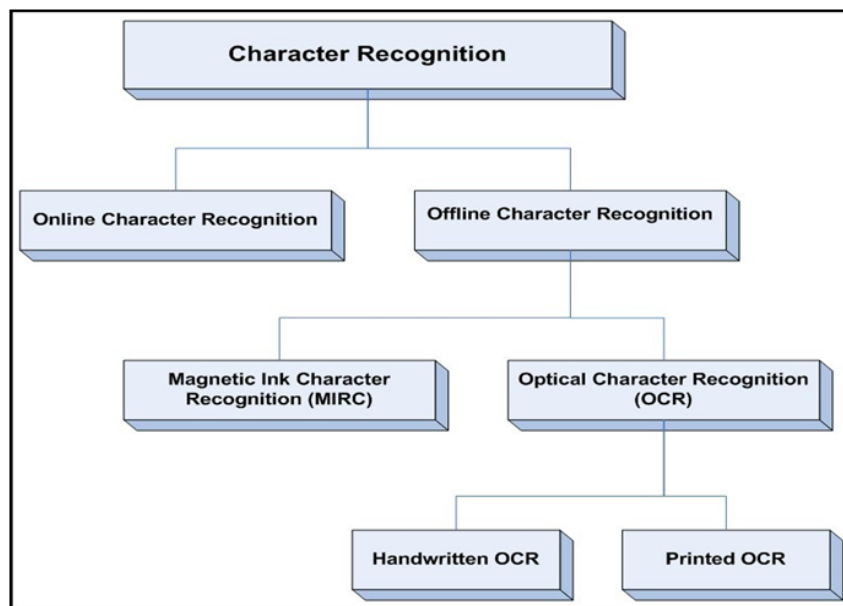 Character Recognition
Online Character Recognition
Offline Character Recognition
Magnetic Ink Character
Recognition (MIRC)
Optical Character Recognition
(OCR)
Handwritten OCR
Printed OCR